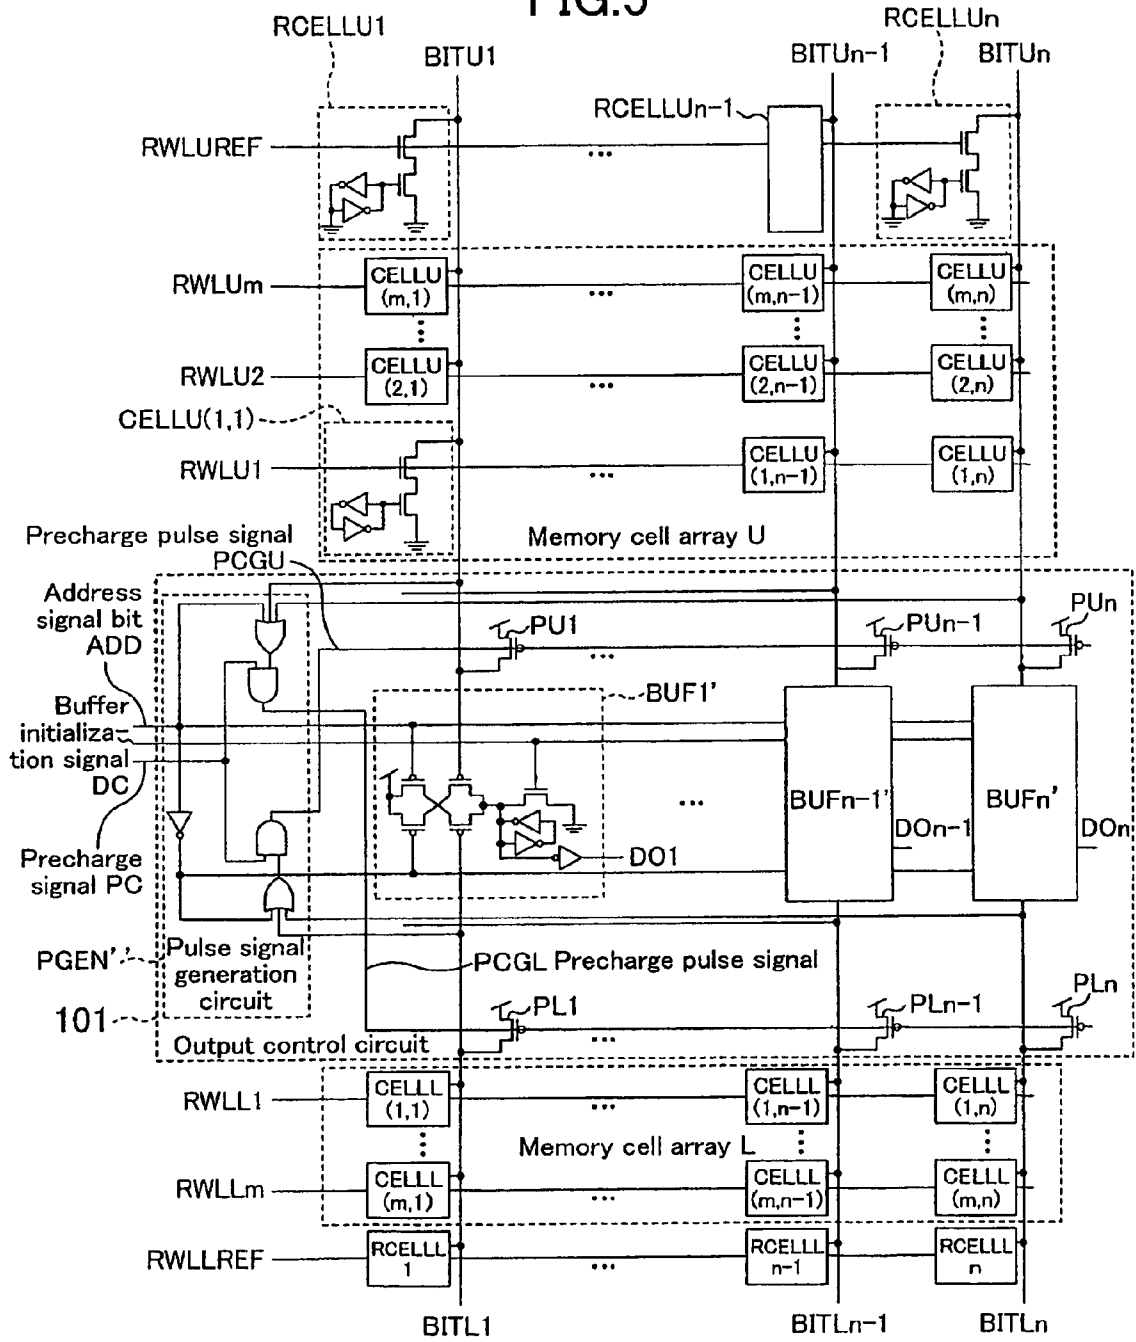 FIG.5
RCELLU1
RCELLUn
BITU1
BITUn-1
BITUn
RCELLUn-1
RWLUREF
...
RWLUm
CELLU
(m,1)
...
CELLU
(m,n-1)
CELLU
(m,n)
RWLU2
CELLU
(2,1)
...
CELLU
(2,n-1)
CELLU
(2,n)
CELLU(1,1)
RWLU1
...
CELLU
(1,n-1)
CELLU
(1,n)
Memory cell array U
Precharge pulse signal
PCGU
Address
signal bit
ADD
PU1
PUn-1
PUn
...
BUF1'
Buffer
initializa-
tion signal
DC
...
BUFn-1'
BUFn'
DOn-1
DOn
DO1
Precharge
signal PC
PGEN''
Pulse signal
generation
circuit
PCGL Precharge pulse signal
101
PL1
PLn-1
PLn
...
Output control circuit
RWLL1
CELLL
(1,1)
...
CELLL
(1,n-1)
CELLL
(1,n)
Memory cell array L
RWLLm
CELLL
(m,1)
...
CELLL
(m,n-1)
CELLL
(m,n)
RWLLREF
RCELLL
1
...
RCELLL
n-1
RCELLL
n
BITL1
BITLn-1
BITLn